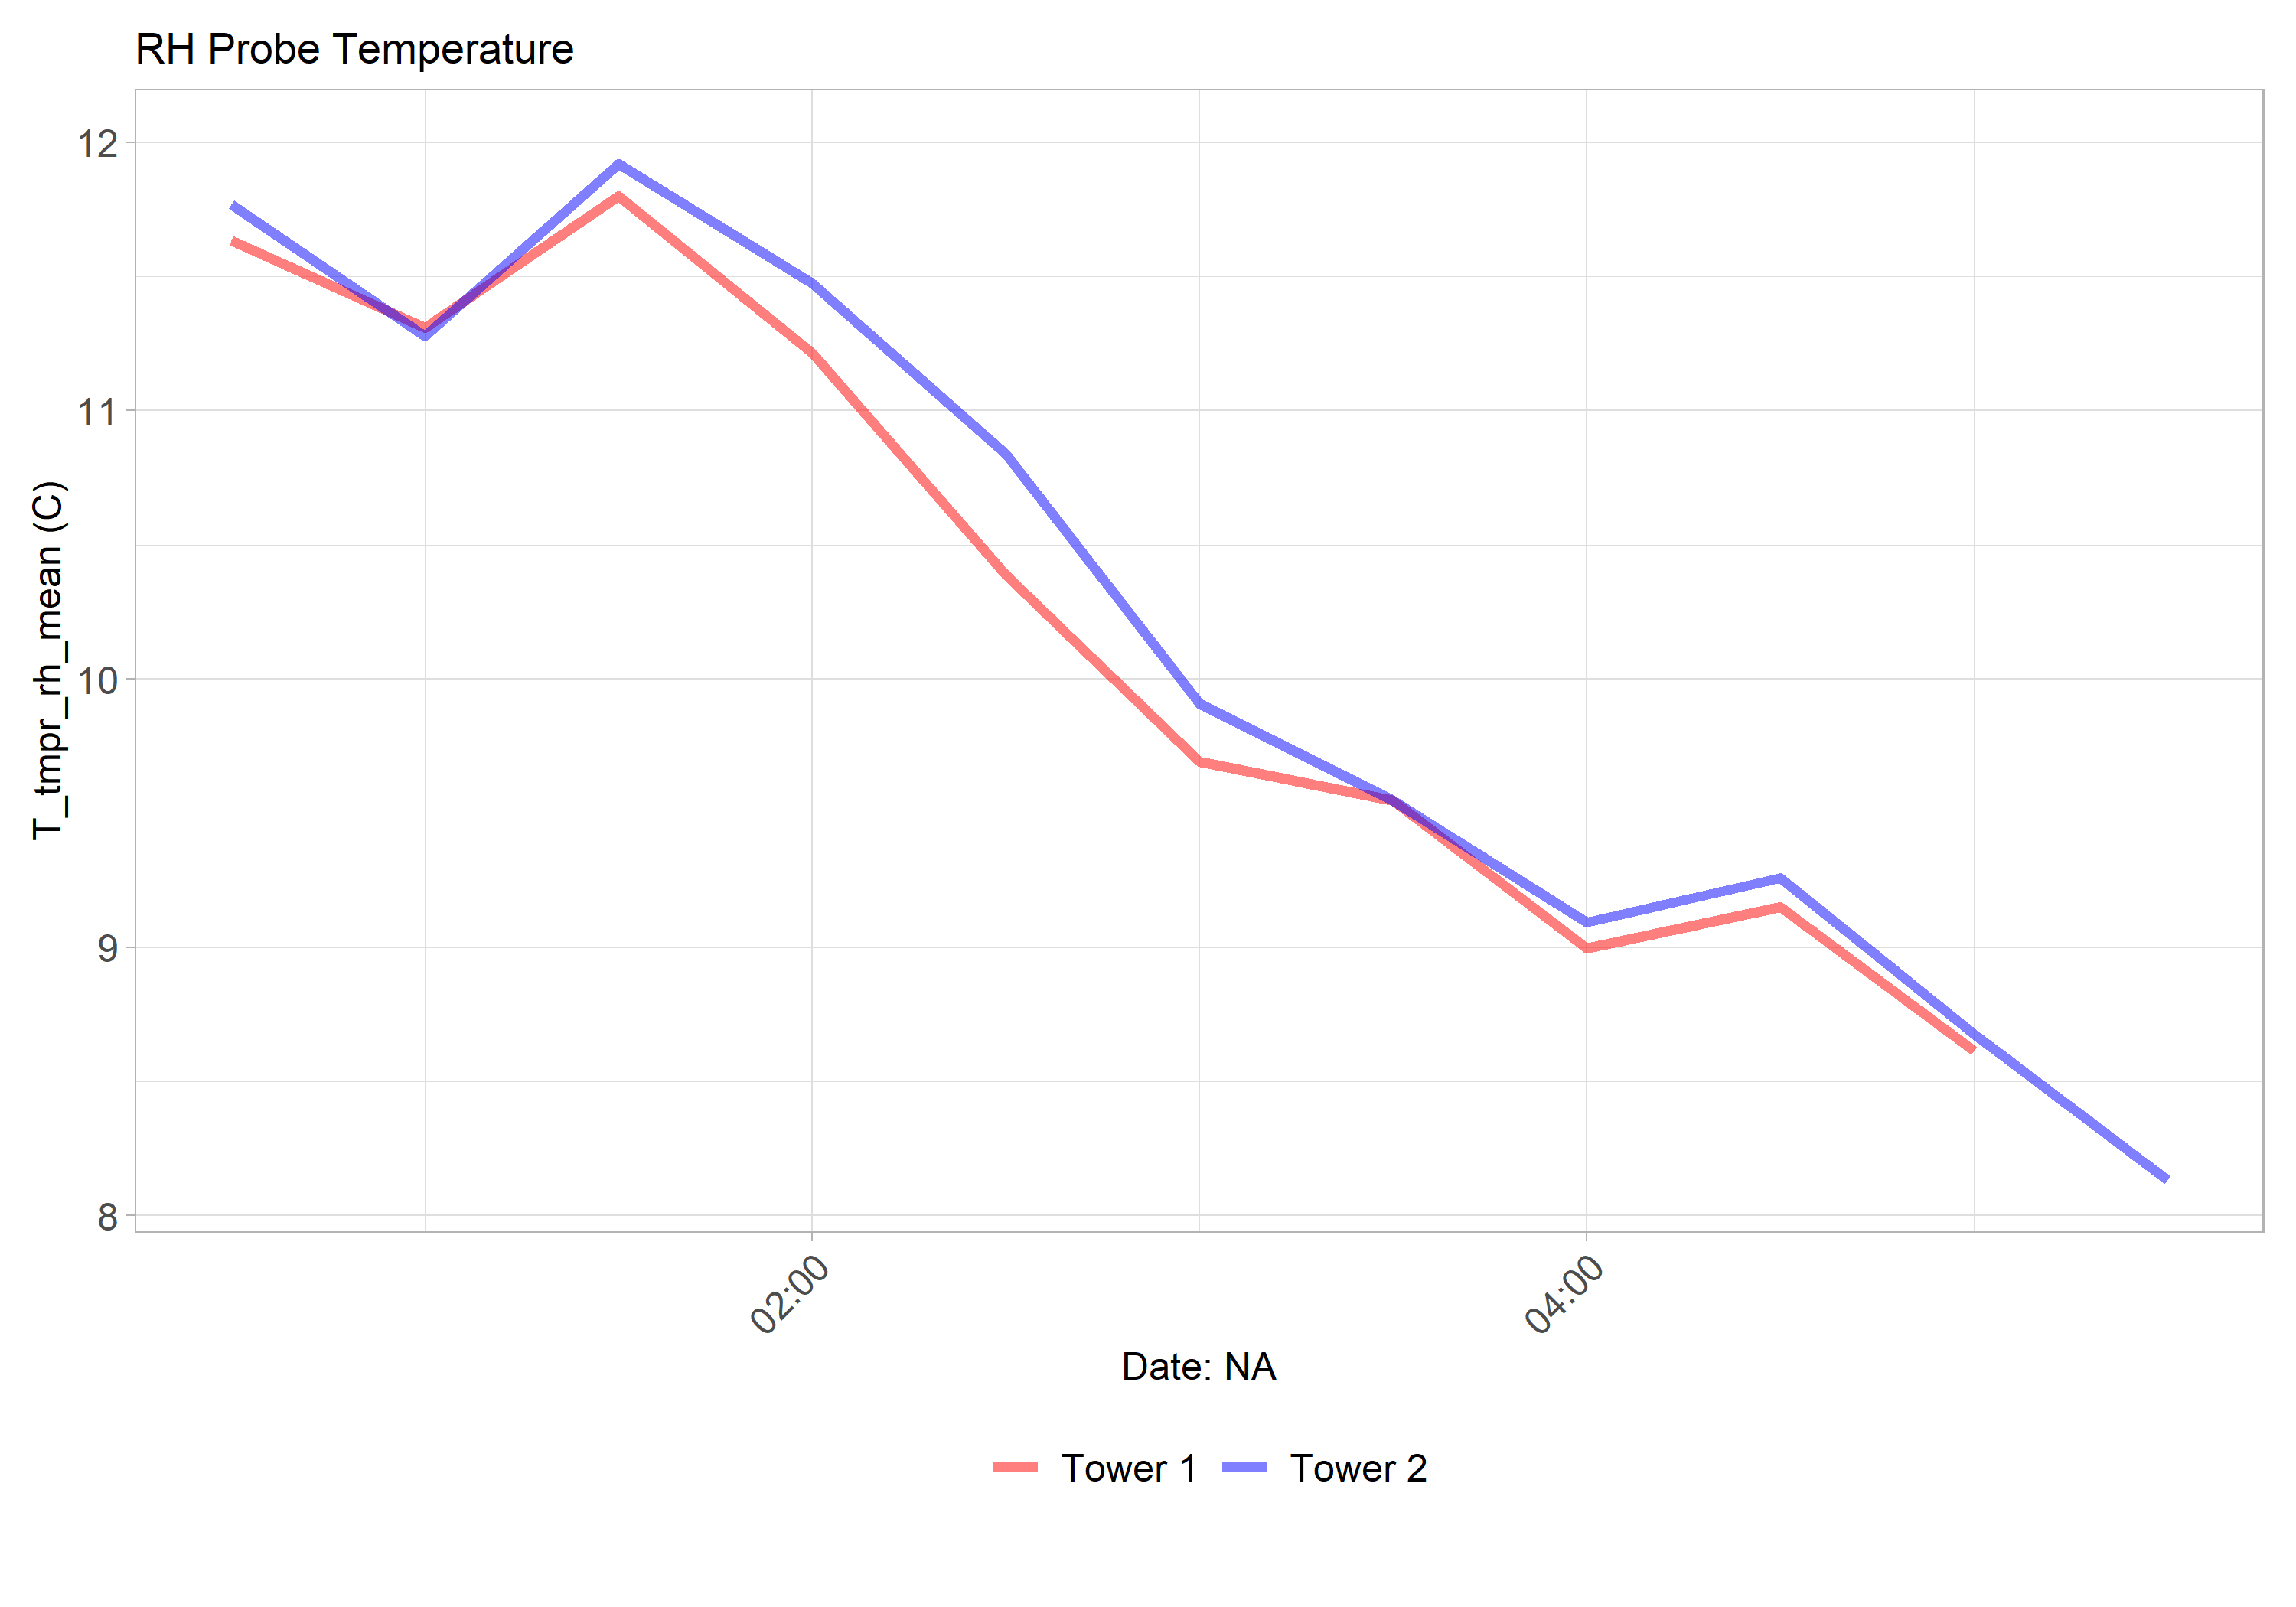 RH Probe Temperature
T_tmpr_rh_mean (C)
12
11
10
9
8
02:00
04:00
Date: NA
Tower 1
Tower 2